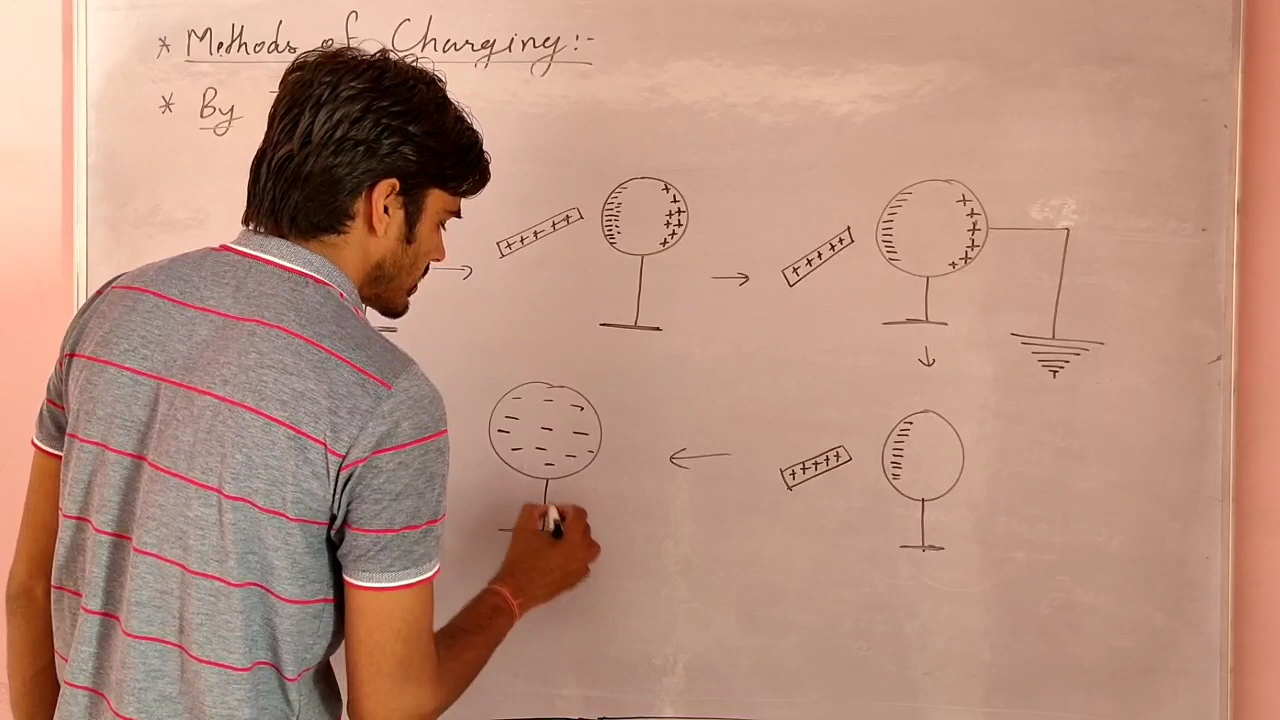 * Methods of Charging:-
* By
+ + + + +
+ + + + +
+ + + + +